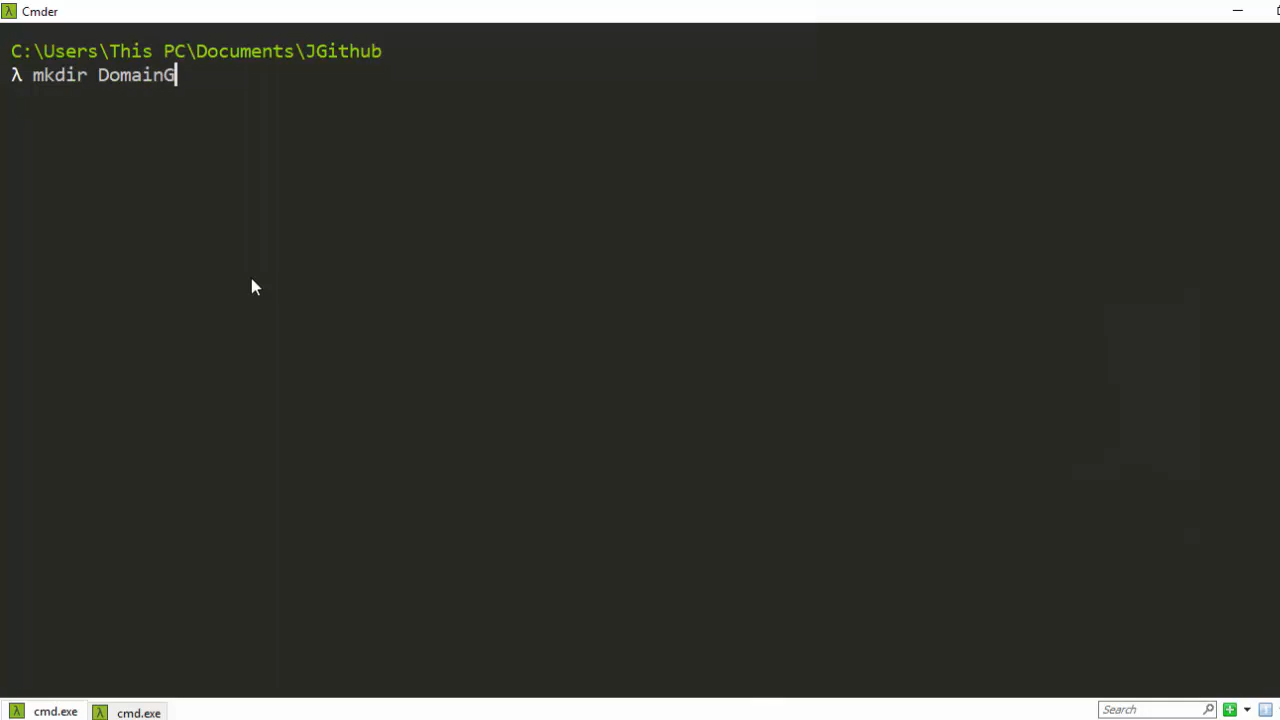 λ Cmder
C:\Users\This PC\Documents\JGithub
λ mkdir DomainG
λ cmd.exe
λ cmd.exe
Search